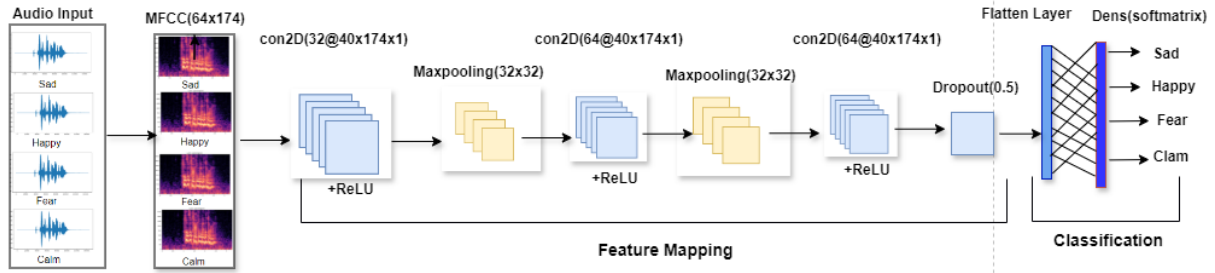 Audio Input
Sad
Happy
Fear
Calm
MFCC(64x174)
Sad
Happy
Fear
Calm
con2D(32@40x174x1)
+ReLU
Maxpooling(32x32)
con2D(64@40x174x1)
+ReLU
Maxpooling(32x32)
con2D(64@40x174x1)
+ReLU
Dropout(0.5)
Feature Mapping
Flatten Layer
Dens(softmatrix)
Sad
Happy
Fear
Clam
Classification